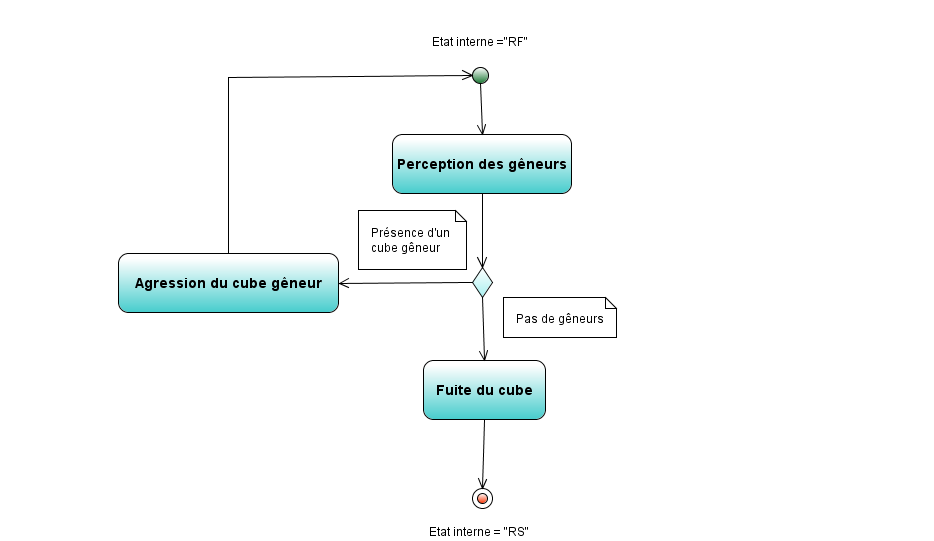 Etat interne ="RF"
Perception des gêneurs
Présence d'un
cube gêneur
Agression du cube gêneur
Pas de gêneurs
Fuite du cube
Etat interne = "RS"